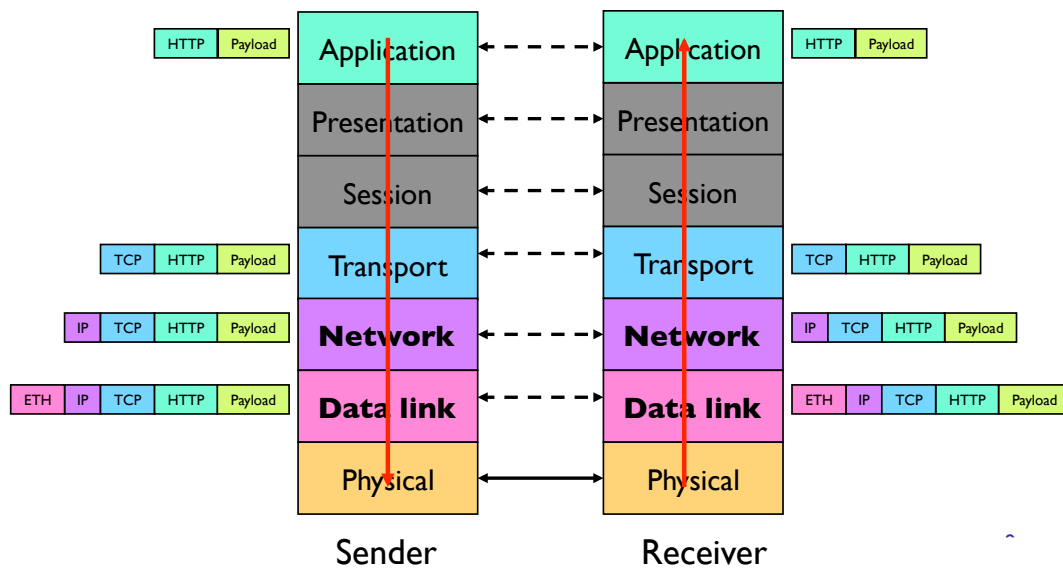 HTTP Payload Application Application HTTP Payload
Presentation Presentation
Session Session
TCP HTTP Payload Transport Transport TCP HTTP Payload
IP TCP HTTP Payload Network Network IP TCP HTTP Payload
ETH IP TCP HTTP Payload Data link Data link ETH IP TCP HTTP Payload
Physical Physical
Sender Receiver